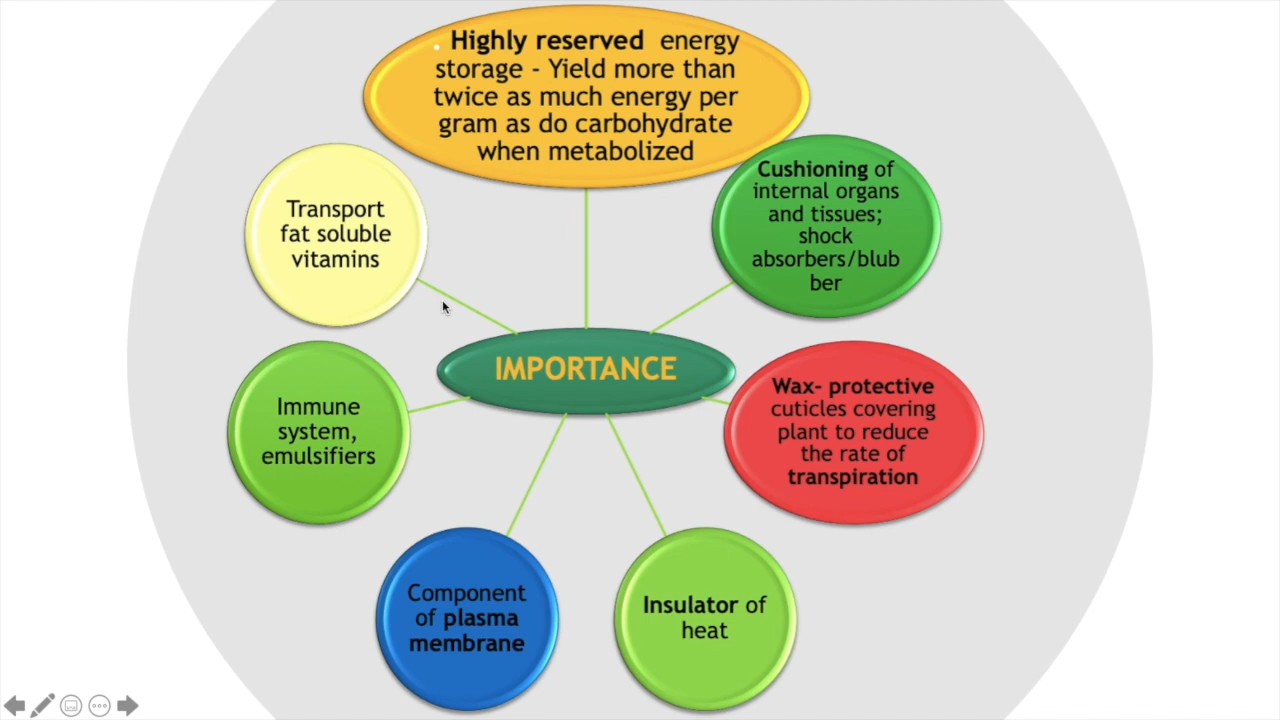 . Highly reserved energy
storage - Yield more than
twice as much energy per
gram as do carbohydrate
when metabolized
Cushioning of
internal organs
and tissues;
shock
absorbers/blub
ber
Transport
fat soluble
vitamins
IMPORTANCE
Wax- protective
cuticles covering
plant to reduce
the rate of
transpiration
Immune
system,
emulsifiers
Component
of plasma
membrane
Insulator of
heat